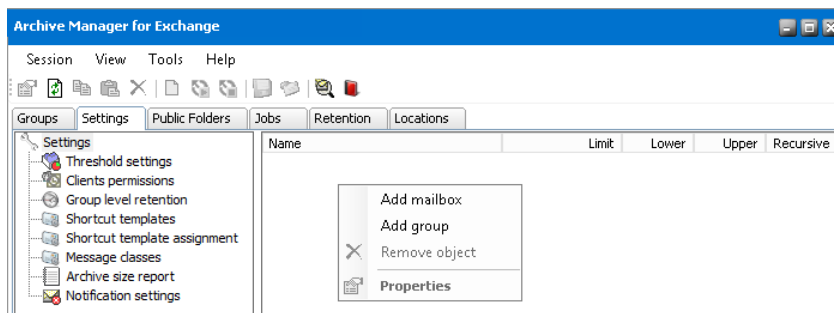 Archive Manager for Exchange
Session View Tools Help
Groups Settings Public Folders Jobs Retention Locations
Settings
Threshold settings
Clients permissions
Group level retention
Shortcut templates
Shortcut template assignment
Message classes
Archive size report
Notification settings
Name Limit Lower Upper Recursive
Add mailbox
Add group
Remove object
Properties